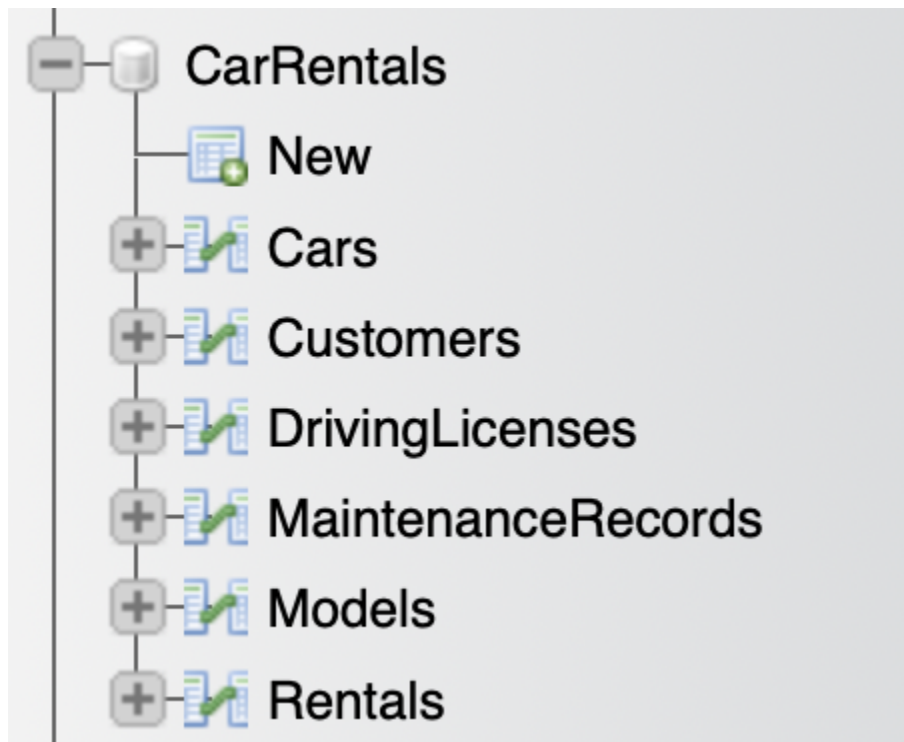 CarRentals
New
Cars
Customers
DrivingLicenses
MaintenanceRecords
Models
Rentals